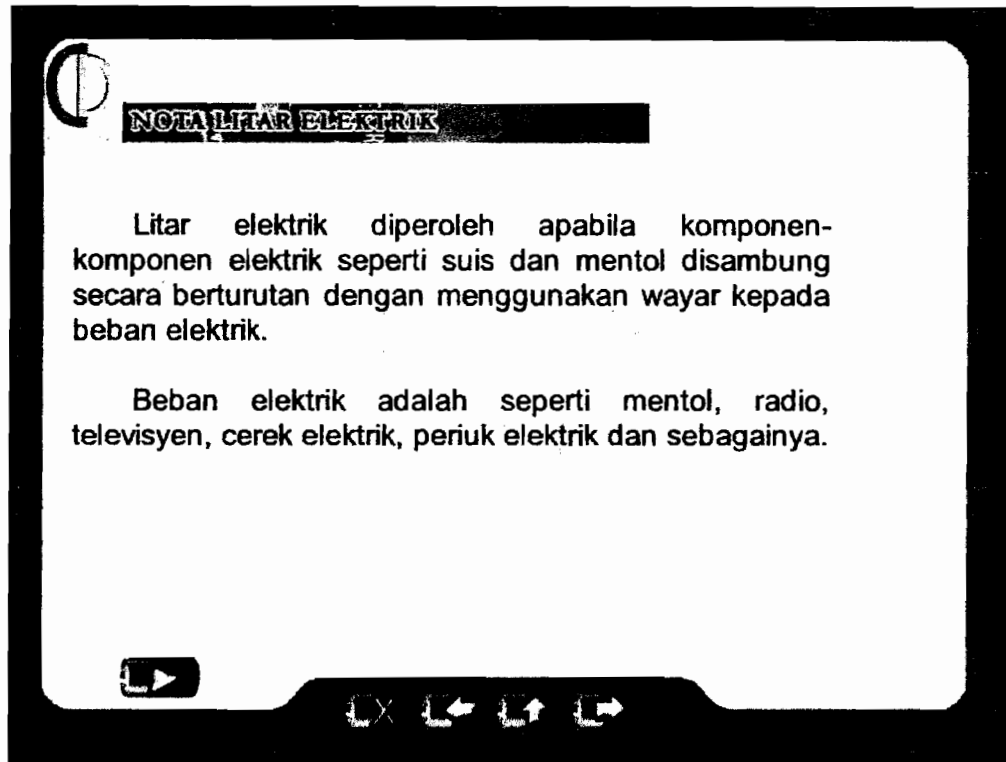 NOTA LITAR ELEKTRIK
Litar elektrik diperoleh apabila komponen-
komponen elektrik seperti suis dan mentol disambung
secara berturutan dengan menggunakan wayar kepada
beban elektrik.
Beban elektrik adalah seperti mentol, radio,
televisyen, cerek elektrik, periuk elektrik dan sebagainya.